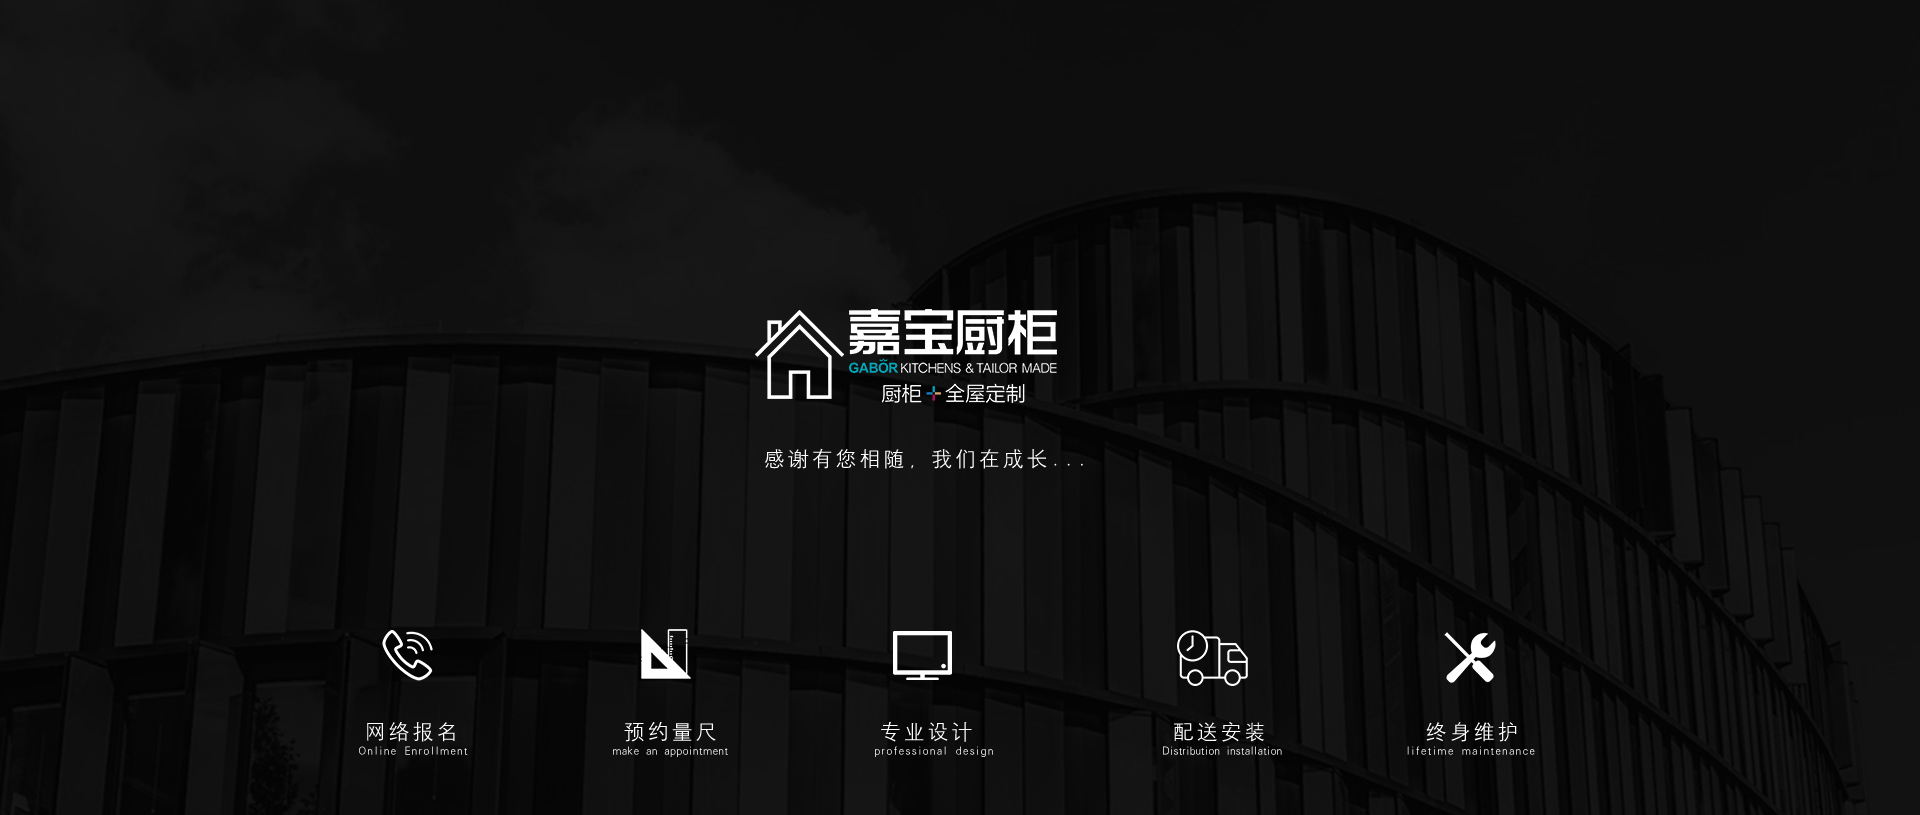 嘉宝厨柜
GABOR KITCHENS & TAILOR MADE
厨柜 全屋定制
感谢有您相随, 我们在成长...
网络报名
Online Enrollment
预约量尺
make an appointment
专业设计
professional design
配送安装
Distribution installation
终身维护
lifetime maintenance